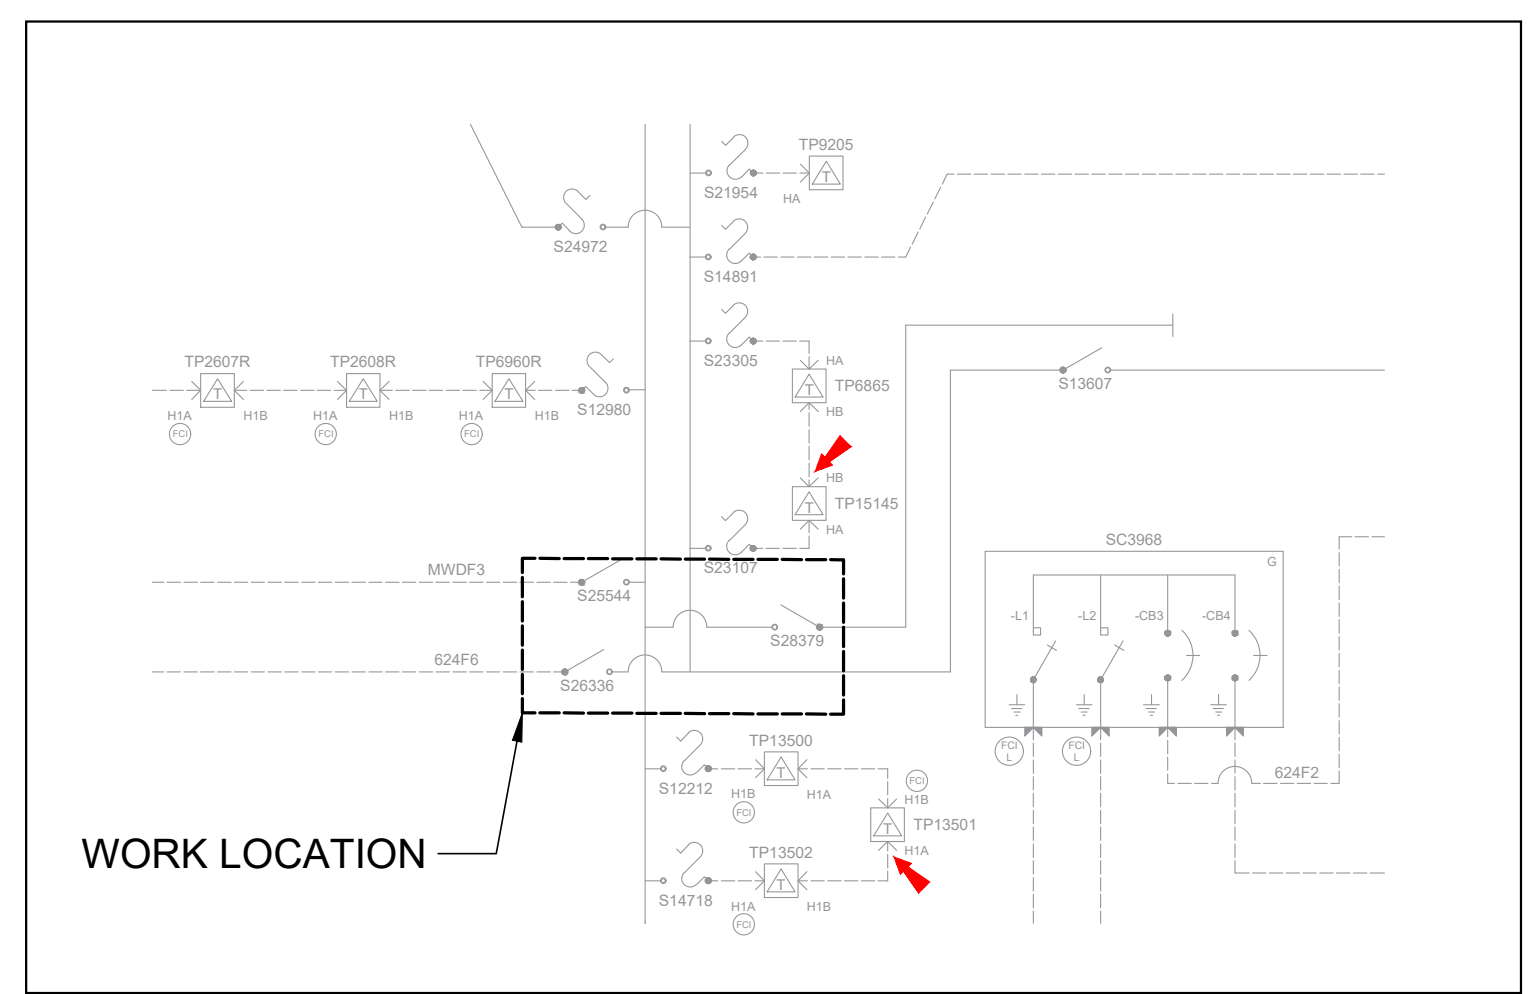 TP9205
T
S21954
HA
S24972
S14891
TP2607R
TP2608R
TP6960R
S23305
HA
T
T
T
T
TP6865
S13607
H1A
H1B
H1A
H1B
H1A
H1B
S12980
HB
FCI
FCI
FCI
HB
T
TP15145
HA
SC3968
G
S23107
MWDF3
S25544
-L1
-L2
-CB3
-CB4
S28379
624F6
S26336
TP13500
FCI
L
FCI
L
T
624F2
S12212
H1B
H1A
FCI
H1B
FCI
T
TP13501
WORK LOCATION
TP13502
H1A
T
S14718
H1A
H1B
FCI